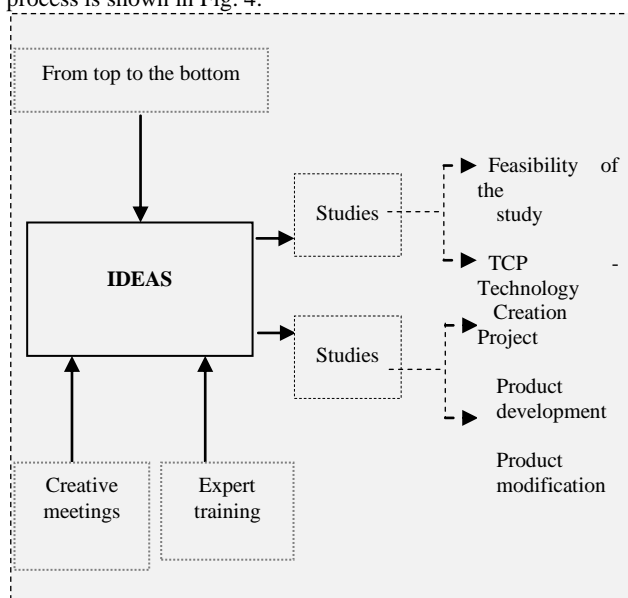 process is shown in Fig. 4.
From top to the bottom
IDEAS
Studies
Feasibility of
the
study
TCP -
Technology
Creation
Project
Studies
Product
development
Product
modification
Creative
meetings
Expert
training